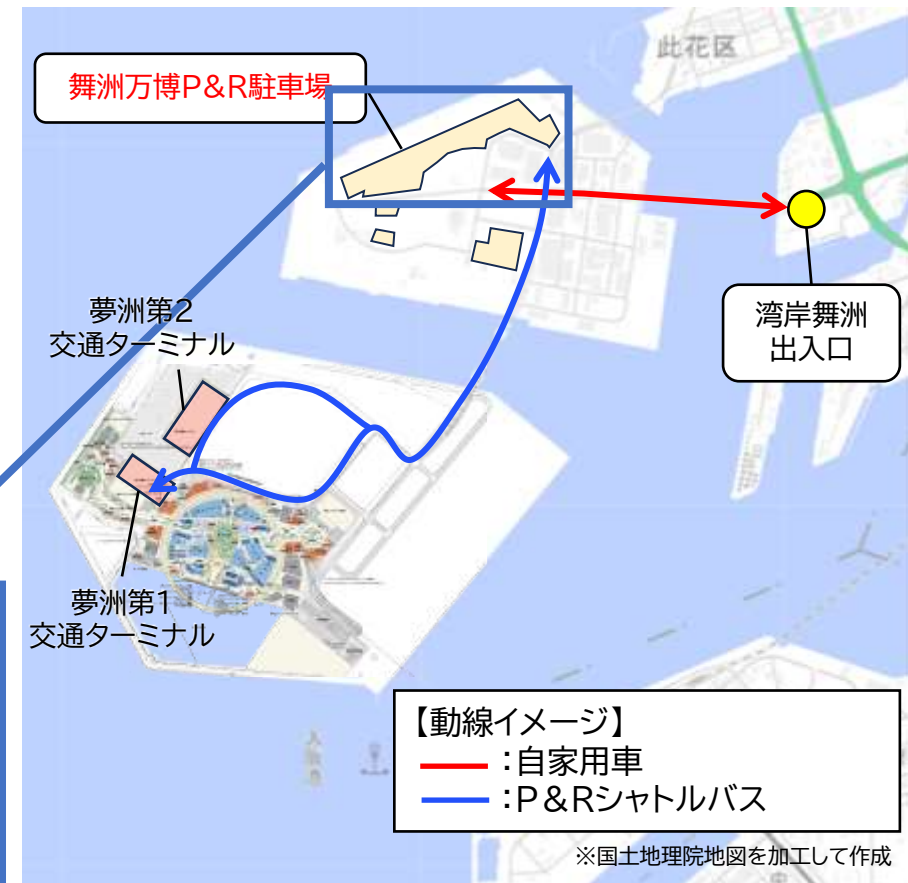 此花区
舞洲万博P&R駐車場
湾岸舞洲
出入口
夢洲第2
交通ターミナル
夢洲第1
交通ターミナル
【動線イメージ】
:自家用車
:P&Rシャトルバス
※国土地理院地図を加工して作成